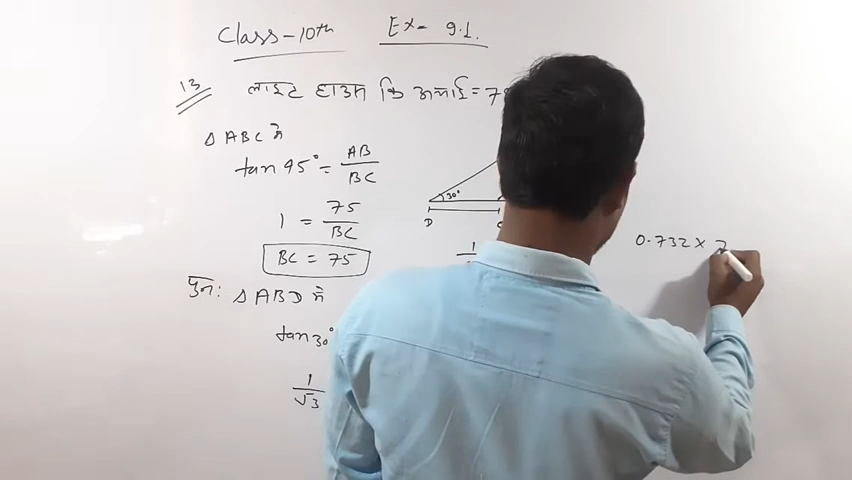 Class-10th Ex- 9.1
13 लाइट हाउस कि ऊँचाई = 7
△ABC में
tan 45° = AB/BC
1 = 75/BC
BC = 75
30°
D
1
0.732 ×
पुनः △ABD में
tan 30°
1/√3